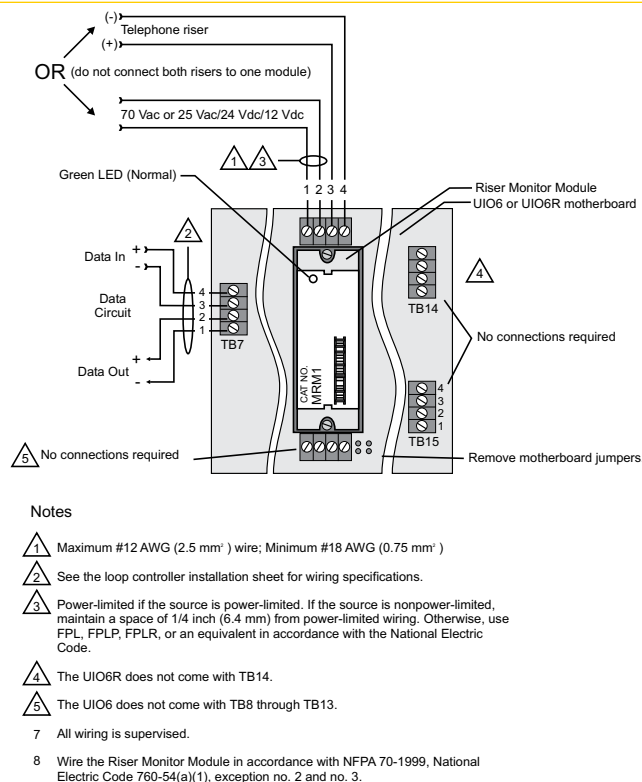 (-)
Telephone riser
(+)
OR (do not connect both risers to one module)
70 Vac or 25 Vac/24 Vdc/12 Vdc
1 3
Green LED (Normal)
1 2 3 4
Riser Monitor Module
UIO6 or UIO6R motherboard
2
Data In + -
4
Data Circuit
4
3
2
1
TB7
TB14
No connections required
Data Out + -
CAT NO.
MRM1
4
3
2
1
TB15
5 No connections required
Remove motherboard jumpers
Notes
1 Maximum #12 AWG (2.5 mm² ) wire; Minimum #18 AWG (0.75 mm² )
2 See the loop controller installation sheet for wiring specifications.
3 Power-limited if the source is power-limited. If the source is nonpower-limited,
maintain a space of 1/4 inch (6.4 mm) from power-limited wiring. Otherwise, use
FPL, FPLP, FPLR, or an equivalent in accordance with the National Electric
Code.
4 The UIO6R does not come with TB14.
5 The UIO6 does not come with TB8 through TB13.
7 All wiring is supervised.
8 Wire the Riser Monitor Module in accordance with NFPA 70-1999, National
Electric Code 760-54(a)(1), exception no. 2 and no. 3.